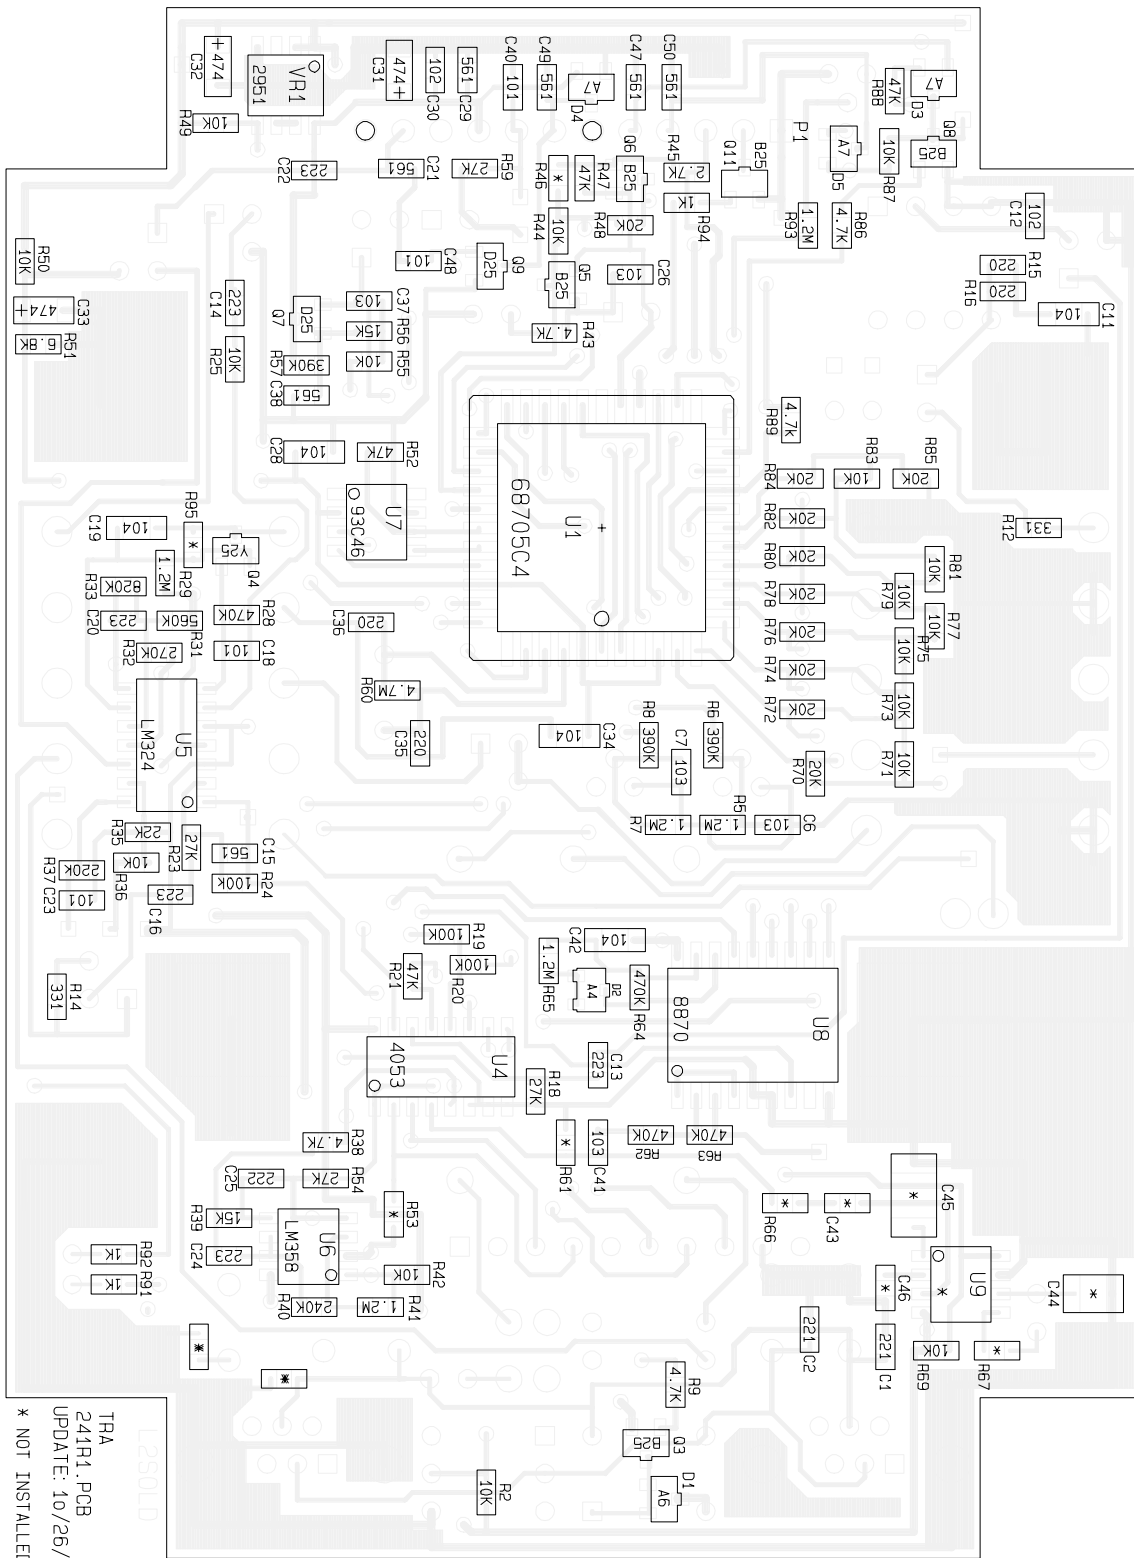 +474
C32
VR1
2951
R49
10K
C22
223
474+
C31
102
C30
561
C29
561
C21
27K
R59
C40
101
C49
561
A7
D4
C47
561
C50
561
R46
*
47K
R47
Q6
B25
R45
2.7K
1K
R94
R44
10K
R48
20K
Q11
B25
P1
47K
R88
A7
D3
A7
D5
10K
R87
Q8
B25
R93
1.2M
4.7K
R86
102
C12
220
R15
R16
220
104
C11
R50
10K
474+
C33
6.8K
R51
223
C14
10K
R25
Q7
D25
103
C37
15K
R56
10K
R55
R57
390K
C38
561
101
C48
D25
Q9
B25
Q5
103
C26
4.7K
R43
C28
104
47K
R52
U7
93C46
U1
+
68705C4
4.7K
R89
R84
20K
R83
10K
R85
20K
R82
20K
R80
20K
R78
20K
R76
20K
R74
20K
R72
20K
R12
331
R81
10K
R79
10K
R77
10K
R75
10K
R73
10K
R71
10K
R70
20K
C19
104
R95
*
Y25
Q4
1.2M
R29
R33
820K
C20
223
560K
R31
470K
R28
R32
270K
101
C18
C36
220
R60
4.7M
C35
220
104
C34
R8
390K
C7
103
R6
390K
R7
1.2M
R5
1.2M
103
C6
U5
LM324
R35
22K
27K
R23
561
C15
R37
220K
10K
R36
100K
R24
C23
101
223
C16
R14
331
100K
R19
100K
R20
R21
47K
1.2M
R65
C42
104
A4
D2
470K
R64
U8
8870
U4
4053
R18
27K
223
C13
*
R61
103
C41
470K
R62
470K
R63
4.7K
R38
C25
222
27K
R54
R39
15K
C24
223
U6
LM358
*
R53
10K
R42
R40
240K
1.2M
R41
1K
R92
1K
R91
*
*
*
R66
*
C43
*
C45
*
C46
U9
*
C44
*
221
C2
221
C1
10K
R69
*
R67
R9
4.7K
B25
Q3
A6
D1
R2
10K
L2SOLD
TRA
241R1.PCB
UPDATE: 10/26/
* NOT INSTALLED